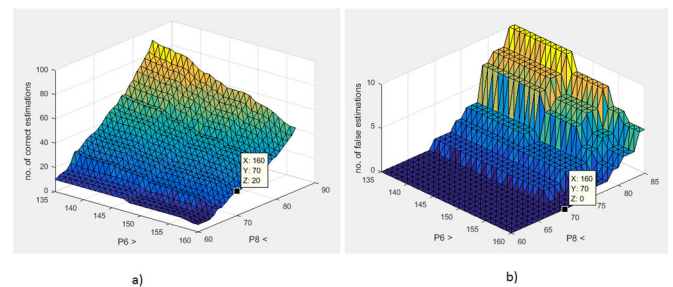 no. of correct estimations
100
80
60
40
20
0
135
140
145
150
155
160
P6 >
60
70
80
90
P8 <
X: 160
Y: 70
Z: 20
a)
no. of false estimations
10
5
0
135
140
145
150
155
160
P6 >
60
65
70
75
80
85
P8 <
X: 160
Y: 70
Z: 0
b)